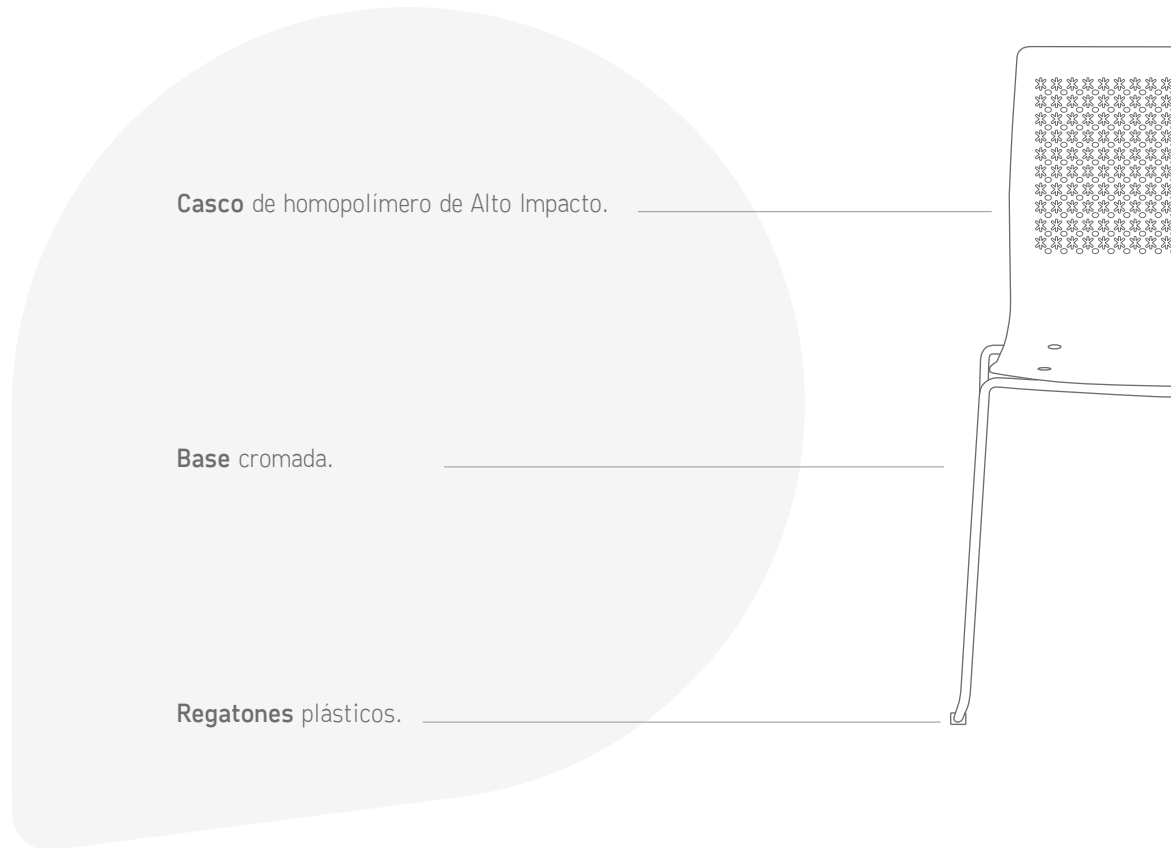 Casco de homopolímero de Alto Impacto.
Base cromada.
Regatones plásticos.